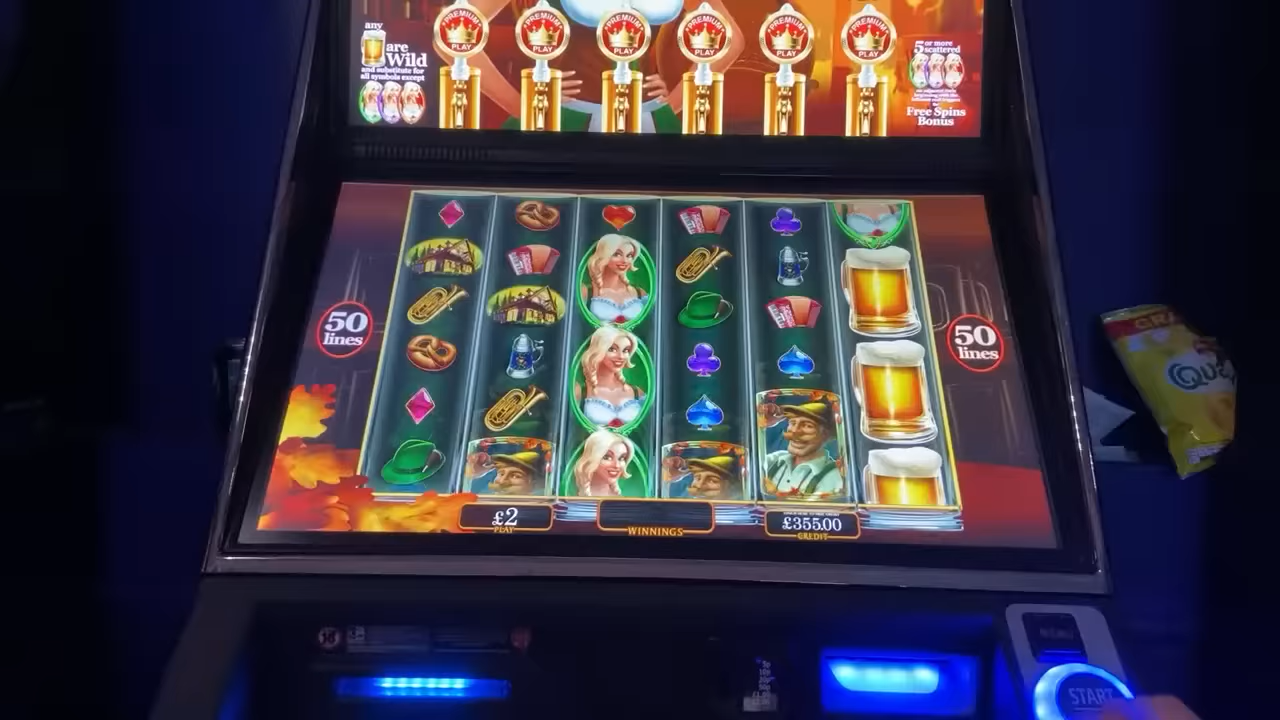 any
are
Wild
and substitute for
all symbols except
PREMIUM
PLAY
PREMIUM
PLAY
PREMIUM
PLAY
PREMIUM
PLAY
PREMIUM
PLAY
PREMIUM
PLAY
5 or more
scattered
Free Spins
Bonus
50
lines
50
lines
£2
PLAY
WINNINGS
£355.00
CREDIT
18
MENU
START